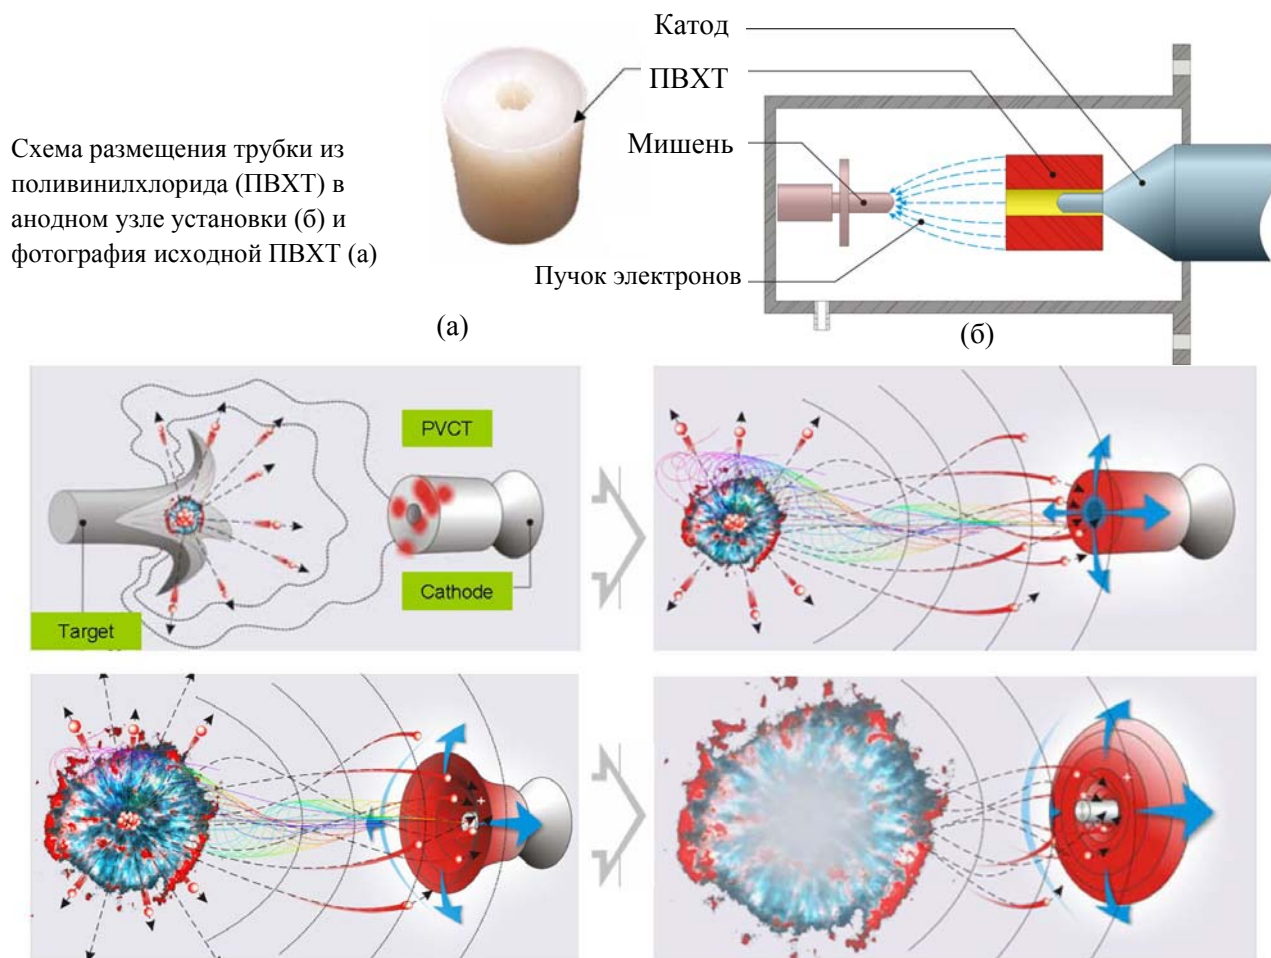 Катод
ПВХТ
Мишень
Схема размещения трубки из
поливинилхлорида (ПВХТ) в
анодном узле установки (б) и
фотография исходной ПВХТ (а)
Пучок электронов
(а)
(б)
PVCT
Cathode
Target